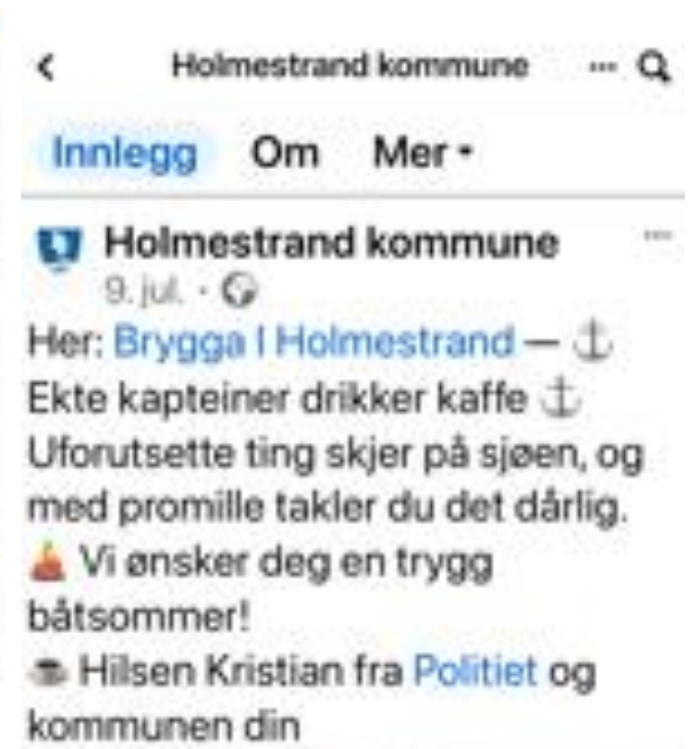 Holmestrand kommune
Innlegg Om Mer
Holmestrand kommune
9. jul. ·
Her: Brygga I Holmestrand — ⚓
Ekte kapteiner drikker kaffe ⚓
Uforutsette ting skjer på sjøen, og
med promille takler du det dårlig.
Vi ønsker deg en trygg
båtsommer!
☕ Hilsen Kristian fra Politiet og
kommunen din